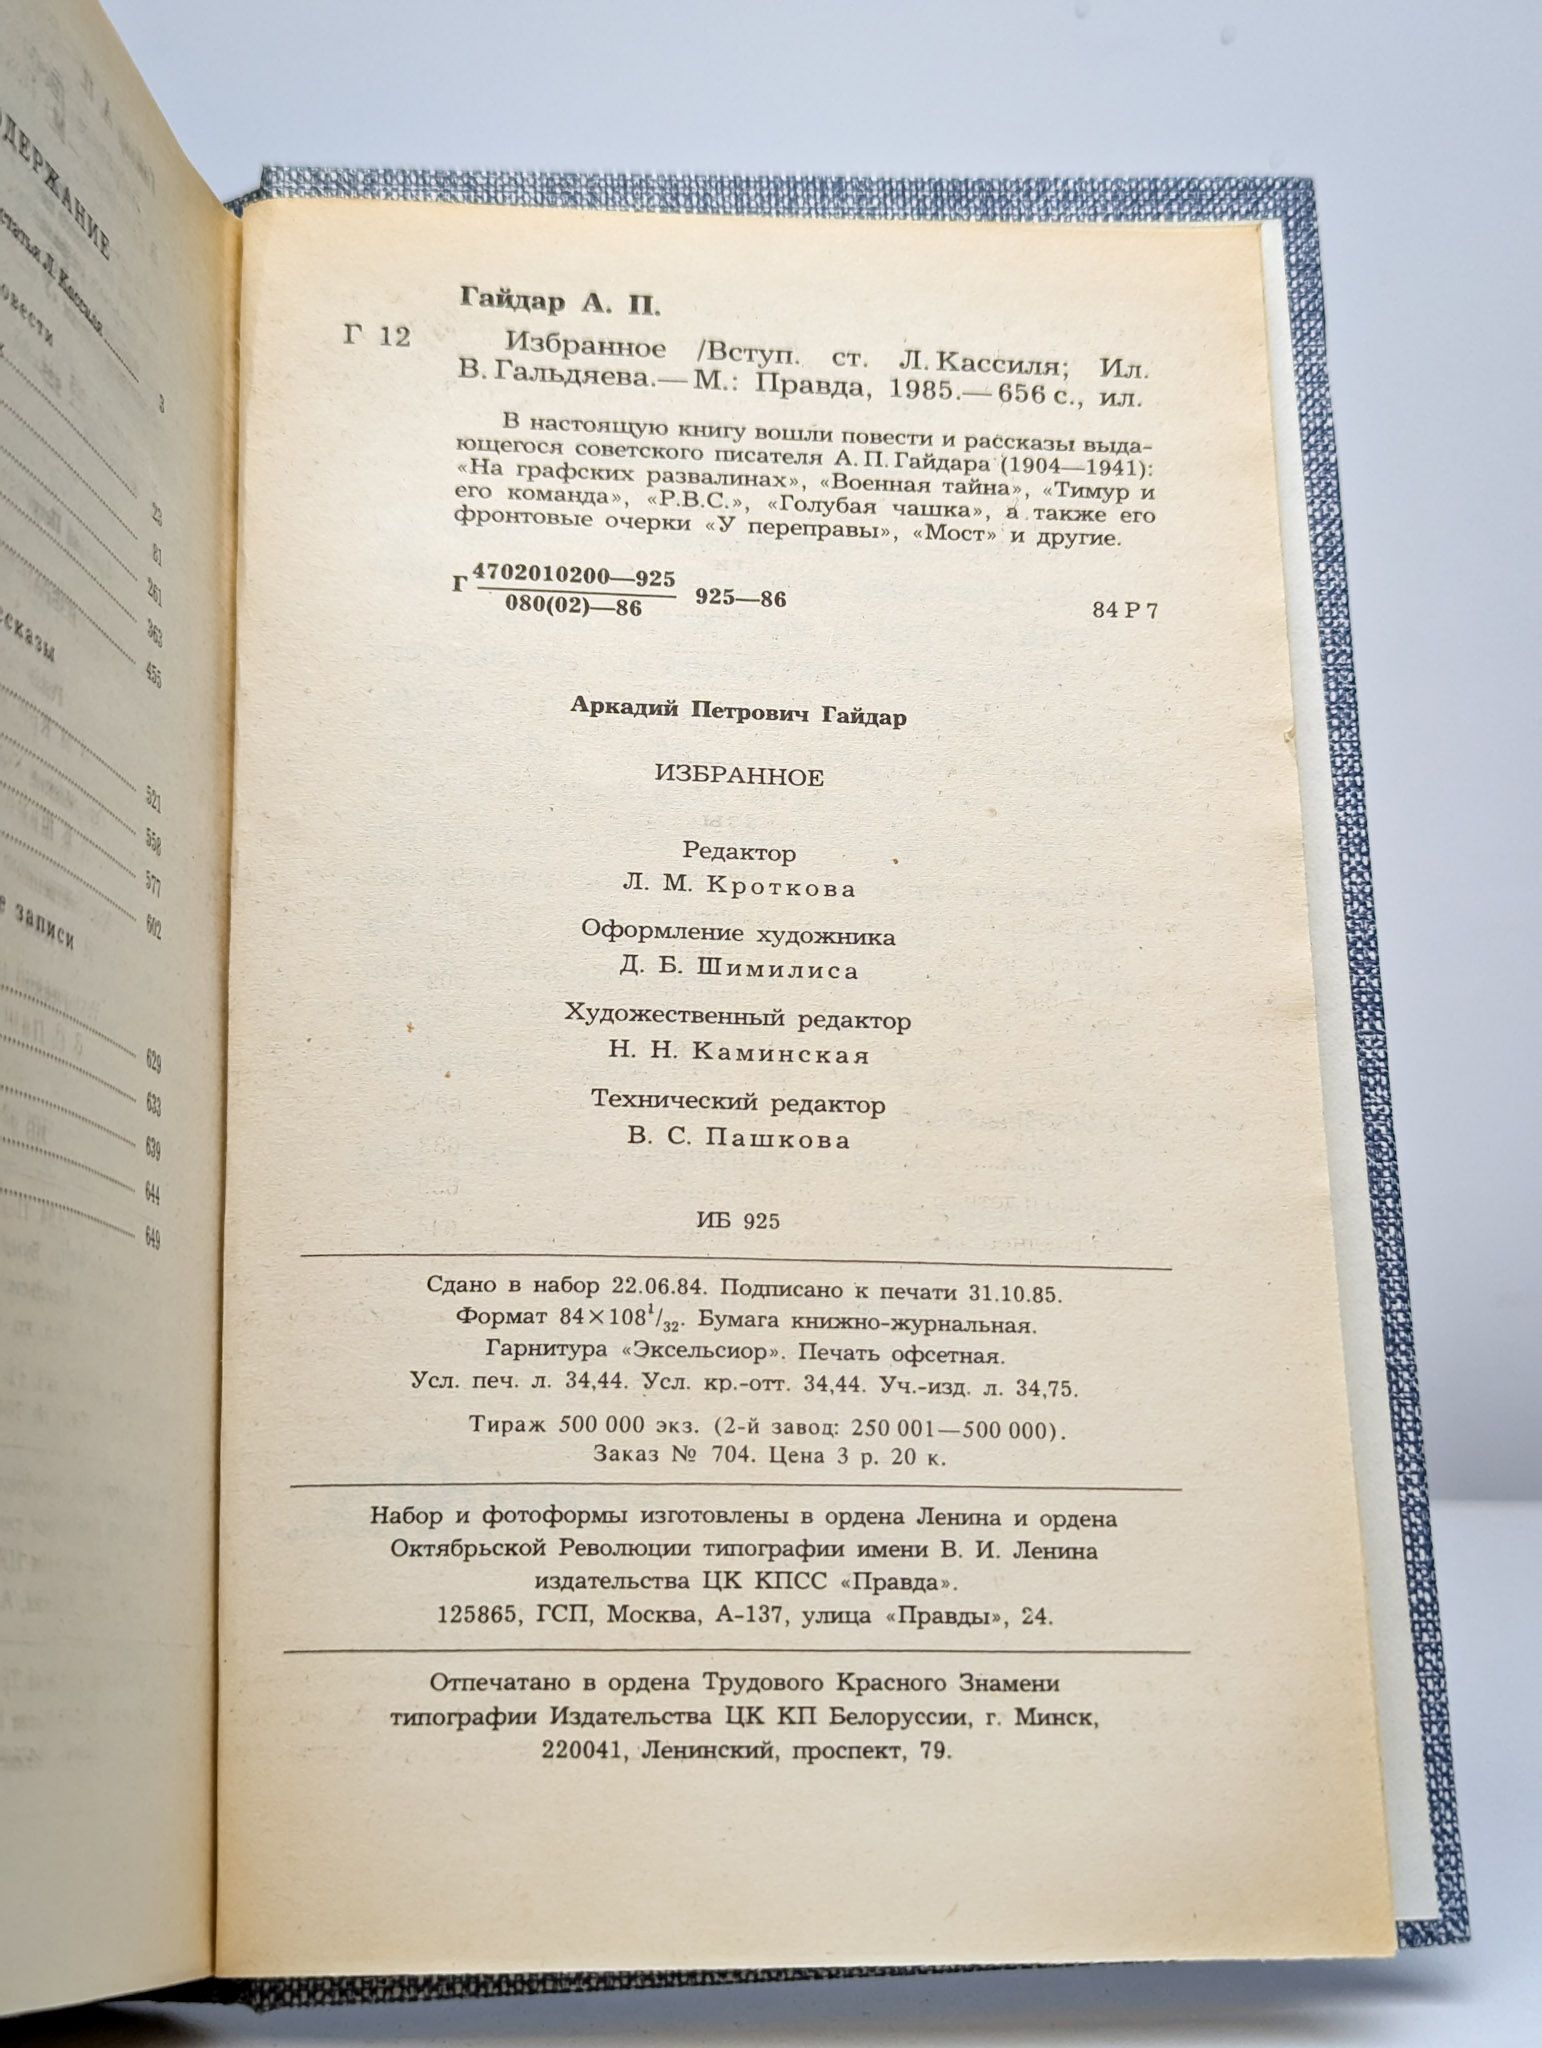 СОДЕРЖАНИЕ
статья Л. Кассиля
3
22
81
261
363
455
521
558
577
602
записи
629
633
639
644
649
Гайдар А. П.
Г 12
Избранное /Вступ. ст. Л. Кассиля; Ил.
В. Гальдяева.— М.: Правда, 1985.— 656 с., ил.
В настоящую книгу вошли повести и рассказы выда-
ющегося советского писателя А. П. Гайдара (1904—1941):
«На графских развалинах», «Военная тайна», «Тимур и
его команда», «Р.В.С.», «Голубая чашка», а также его
фронтовые очерки «У переправы», «Мост» и другие.
Г 4702010200—925
080(02)—86 925—86
84 Р 7
Аркадий Петрович Гайдар
ИЗБРАННОЕ
Редактор
Л. М. Кроткова
Оформление художника
Д. Б. Шимилиса
Художественный редактор
Н. Н. Каминская
Технический редактор
В. С. Пашкова
ИБ 925
Сдано в набор 22.06.84. Подписано к печати 31.10.85.
Формат 84×108 1/32. Бумага книжно-журнальная.
Гарнитура «Эксельсиор». Печать офсетная.
Усл. печ. л. 34,44. Усл. кр.-отт. 34,44. Уч.-изд. л. 34,75.
Тираж 500 000 экз. (2-й завод: 250 001—500 000).
Заказ № 704. Цена 3 р. 20 к.
Набор и фотоформы изготовлены в ордена Ленина и ордена
Октябрьской Революции типографии имени В. И. Ленина
издательства ЦК КПСС «Правда».
125865, ГСП, Москва, А-137, улица «Правды», 24.
Отпечатано в ордена Трудового Красного Знамени
типографии Издательства ЦК КП Белоруссии, г. Минск,
220041, Ленинский, проспект, 79.